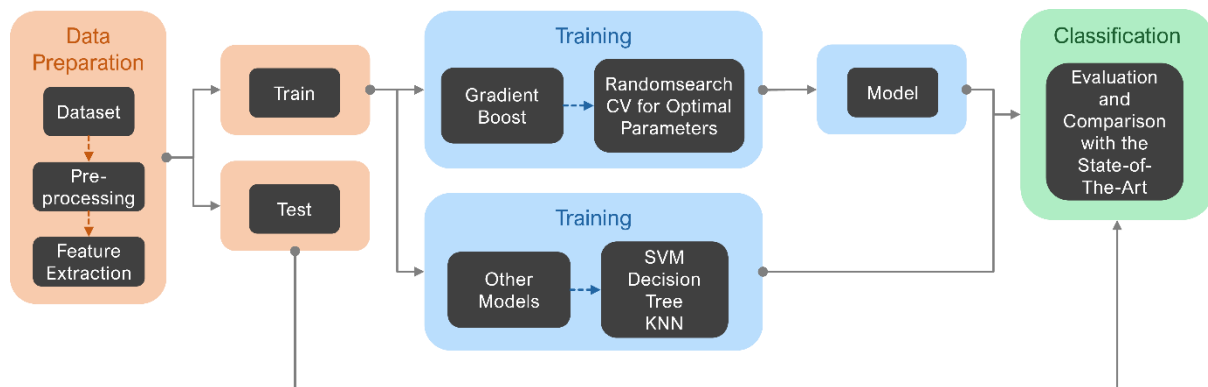 Data
Preparation
Dataset
Pre-
processing
Feature
Extraction
Train
Test
Training
Gradient
Boost
Randomsearch
CV for Optimal
Parameters
Training
Other
Models
SVM
Decision
Tree
KNN
Model
Classification
Evaluation
and
Comparison
with the
State-of-
The-Art